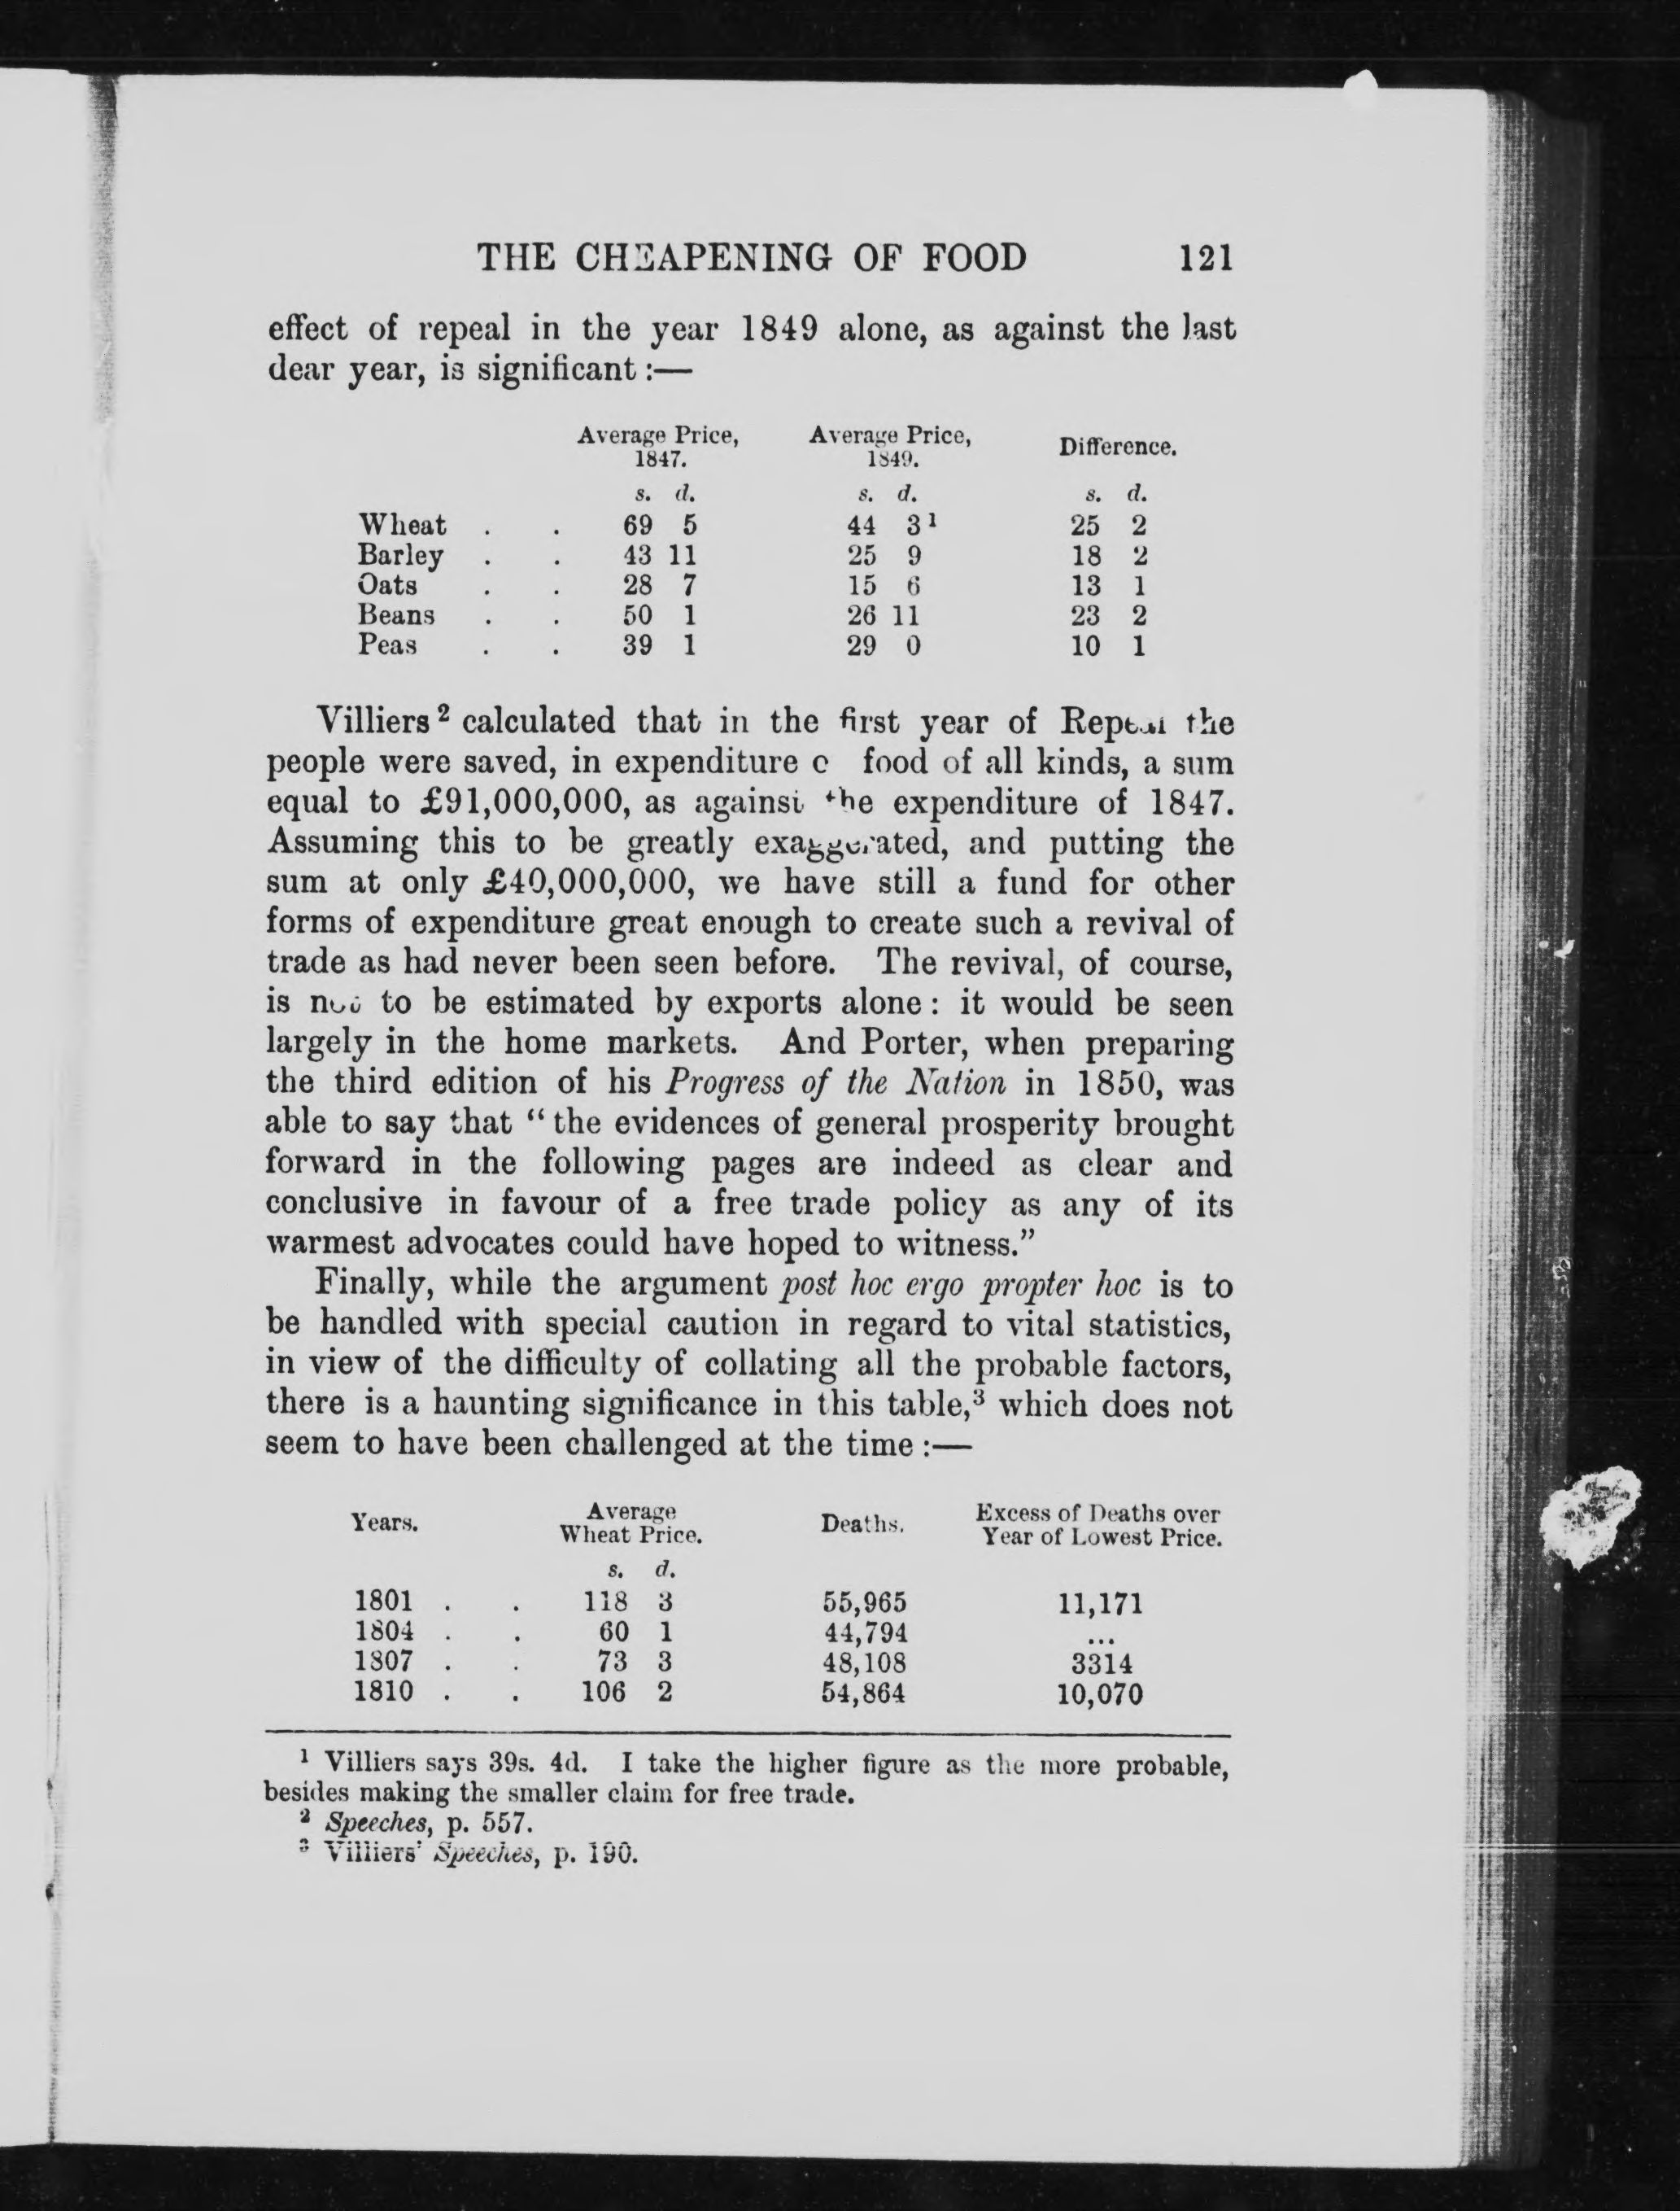 THE CHEAPENING OF FOOD 121
effect of repeal in the year 1849 alone, as against the last
dear year, is significant :—
Average Price, Average Price, Difference.
1847. 1849.
s. d. s. d. s. d.
Wheat . . 69 5 44 3¹ 25 2
Barley . . 43 11 25 9 18 2
Oats . . 28 7 15 6 13 1
Beans . . 50 1 26 11 23 2
Peas . . 39 1 29 0 10 1
Villiers² calculated that in the first year of Repeal the
people were saved, in expenditure food of all kinds, a sum
equal to £91,000,000, as against the expenditure of 1847.
Assuming this to be greatly exaggerated, and putting the
sum at only £40,000,000, we have still a fund for other
forms of expenditure great enough to create such a revival of
trade as had never been seen before. The revival, of course,
is not to be estimated by exports alone: it would be seen
largely in the home markets. And Porter, when preparing
the third edition of his Progress of the Nation in 1850, was
able to say that “the evidences of general prosperity brought
forward in the following pages are indeed as clear and
conclusive in favour of a free trade policy as any of its
warmest advocates could have hoped to witness.”
Finally, while the argument post hoc ergo propter hoc is to
be handled with special caution in regard to vital statistics,
in view of the difficulty of collating all the probable factors,
there is a haunting significance in this table,³ which does not
seem to have been challenged at the time :—
Years. Average Deaths. Excess of Deaths over
Wheat Price. Year of Lowest Price.
s. d.
1801 . . 118 3 55,965 11,171
1804 . . 60 1 44,794 ...
1807 . . 73 3 48,108 3314
1810 . . 106 2 54,864 10,070
¹ Villiers says 39s. 4d. I take the higher figure as the more probable,
besides making the smaller claim for free trade.
² Speeches, p. 557.
³ Villiers' Speeches, p. 190.